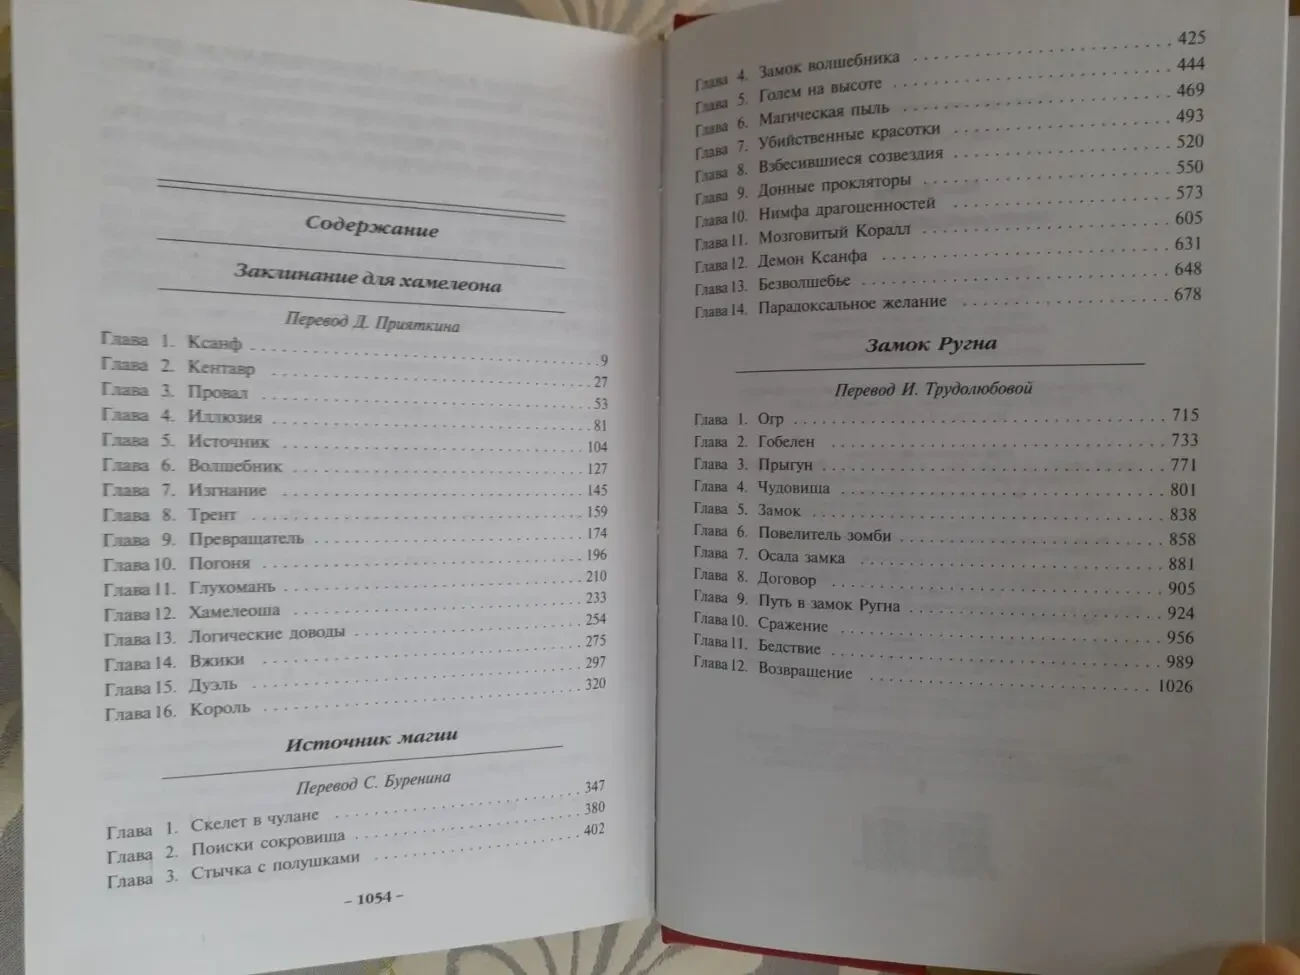 Содержание
Заклинание для хамелеона
Перевод Д. Прияткина
Глава 1. Ксанф 9
Глава 2. Кентавр 27
Глава 3. Провал 53
Глава 4. Иллюзия 81
Глава 5. Источник 104
Глава 6. Волшебник 127
Глава 7. Изгнание 145
Глава 8. Трент 159
Глава 9. Превращатель 174
Глава 10. Погоня 196
Глава 11. Глухомань 210
Глава 12. Хамелеоша 233
Глава 13. Логические доводы 254
Глава 14. Вжики 275
Глава 15. Дуэль 297
Глава 16. Король 320
Источник магии
Перевод С. Буренина
Глава 1. Скелет в чулане 347
Глава 2. Поиски сокровища 380
Глава 3. Стычка с полушками 402
– 1054 –
Глава 4. Замок волшебника 425
Глава 5. Голем на высоте 444
Глава 6. Магическая пыль 469
Глава 7. Убийственные красотки 493
Глава 8. Взбесившиеся созвездия 520
Глава 9. Донные прокляторы 550
Глава 10. Нимфа драгоценностей 573
Глава 11. Мозговитый Коралл 605
Глава 12. Демон Ксанфа 631
Глава 13. Безволшебье 648
Глава 14. Парадоксальное желание 678
Замок Ругна
Перевод И. Трудолюбовой
Глава 1. Огр 715
Глава 2. Гобелен 733
Глава 3. Прыгун 771
Глава 4. Чудовища 801
Глава 5. Замок 838
Глава 6. Повелитель зомби 858
Глава 7. Осада замка 881
Глава 8. Договор 905
Глава 9. Путь в замок Ругна 924
Глава 10. Сражение 956
Глава 11. Бедствие 989
Глава 12. Возвращение 1026